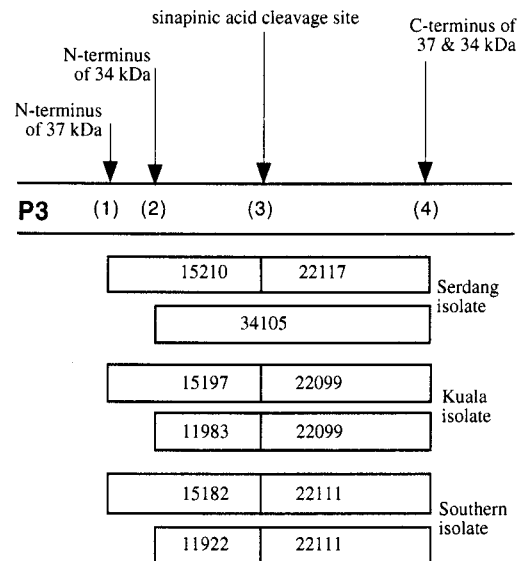 sinapinic acid cleavage site
C-terminus of
37 & 34 kDa
N-terminus
of 34 kDa
N-terminus
of 37 kDa
P3 (1) (2) (3) (4)
15210 22117
Serdang
isolate
34105
15197 22099
Kuala
isolate
11983 22099
15182 22111
Southern
isolate
11922 22111